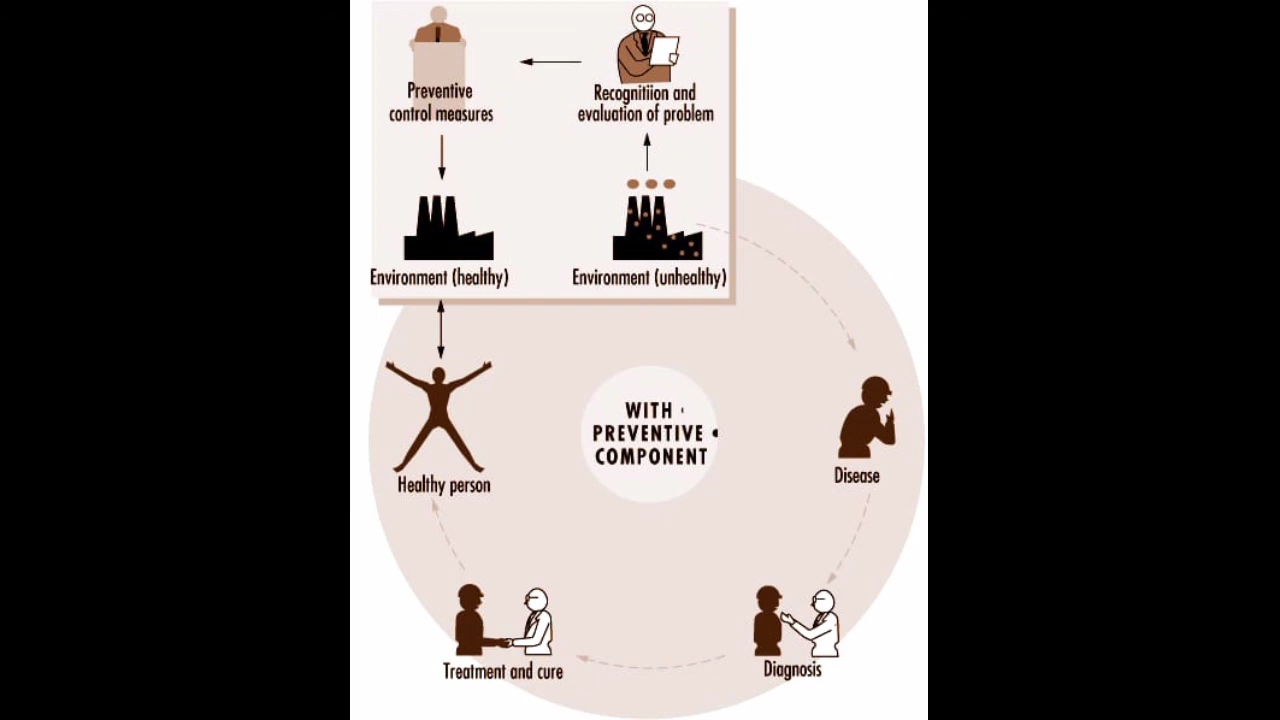 Preventive
control measures
Recognitiion and
evaluation of problem
Environment (healthy)
Environment (unhealthy)
WITH
PREVENTIVE
COMPONENT
Healthy person
Disease
Treatment and cure
Diagnosis